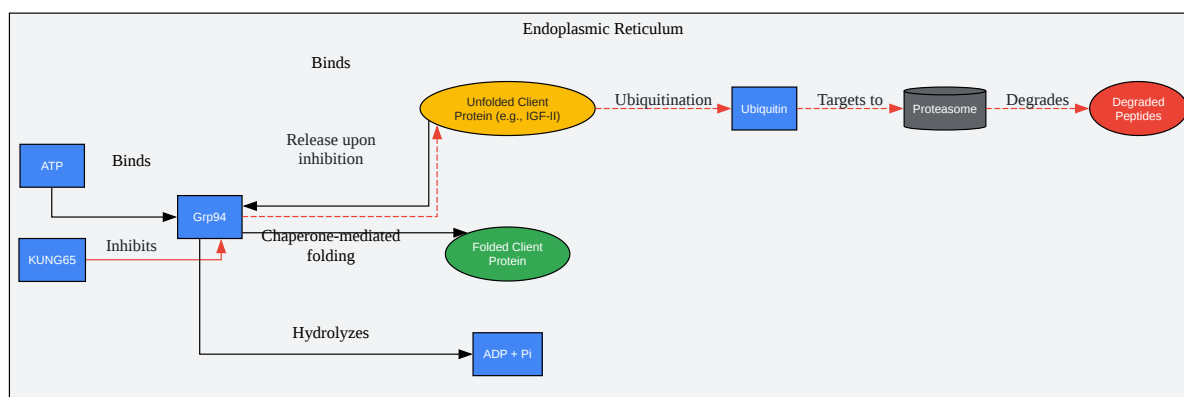 Endoplasmic Reticulum
Binds
Unfolded Client
Protein (e.g., IGF-II)
Ubiquitination
Ubiquitin
Targets to
Proteasome
Degrades
Degraded
Peptides
Release upon
inhibition
ATP
Binds
Grp94
KUNG65
Inhibits
Chaperone-mediated
folding
Folded Client
Protein
Hydrolyzes
ADP + Pi